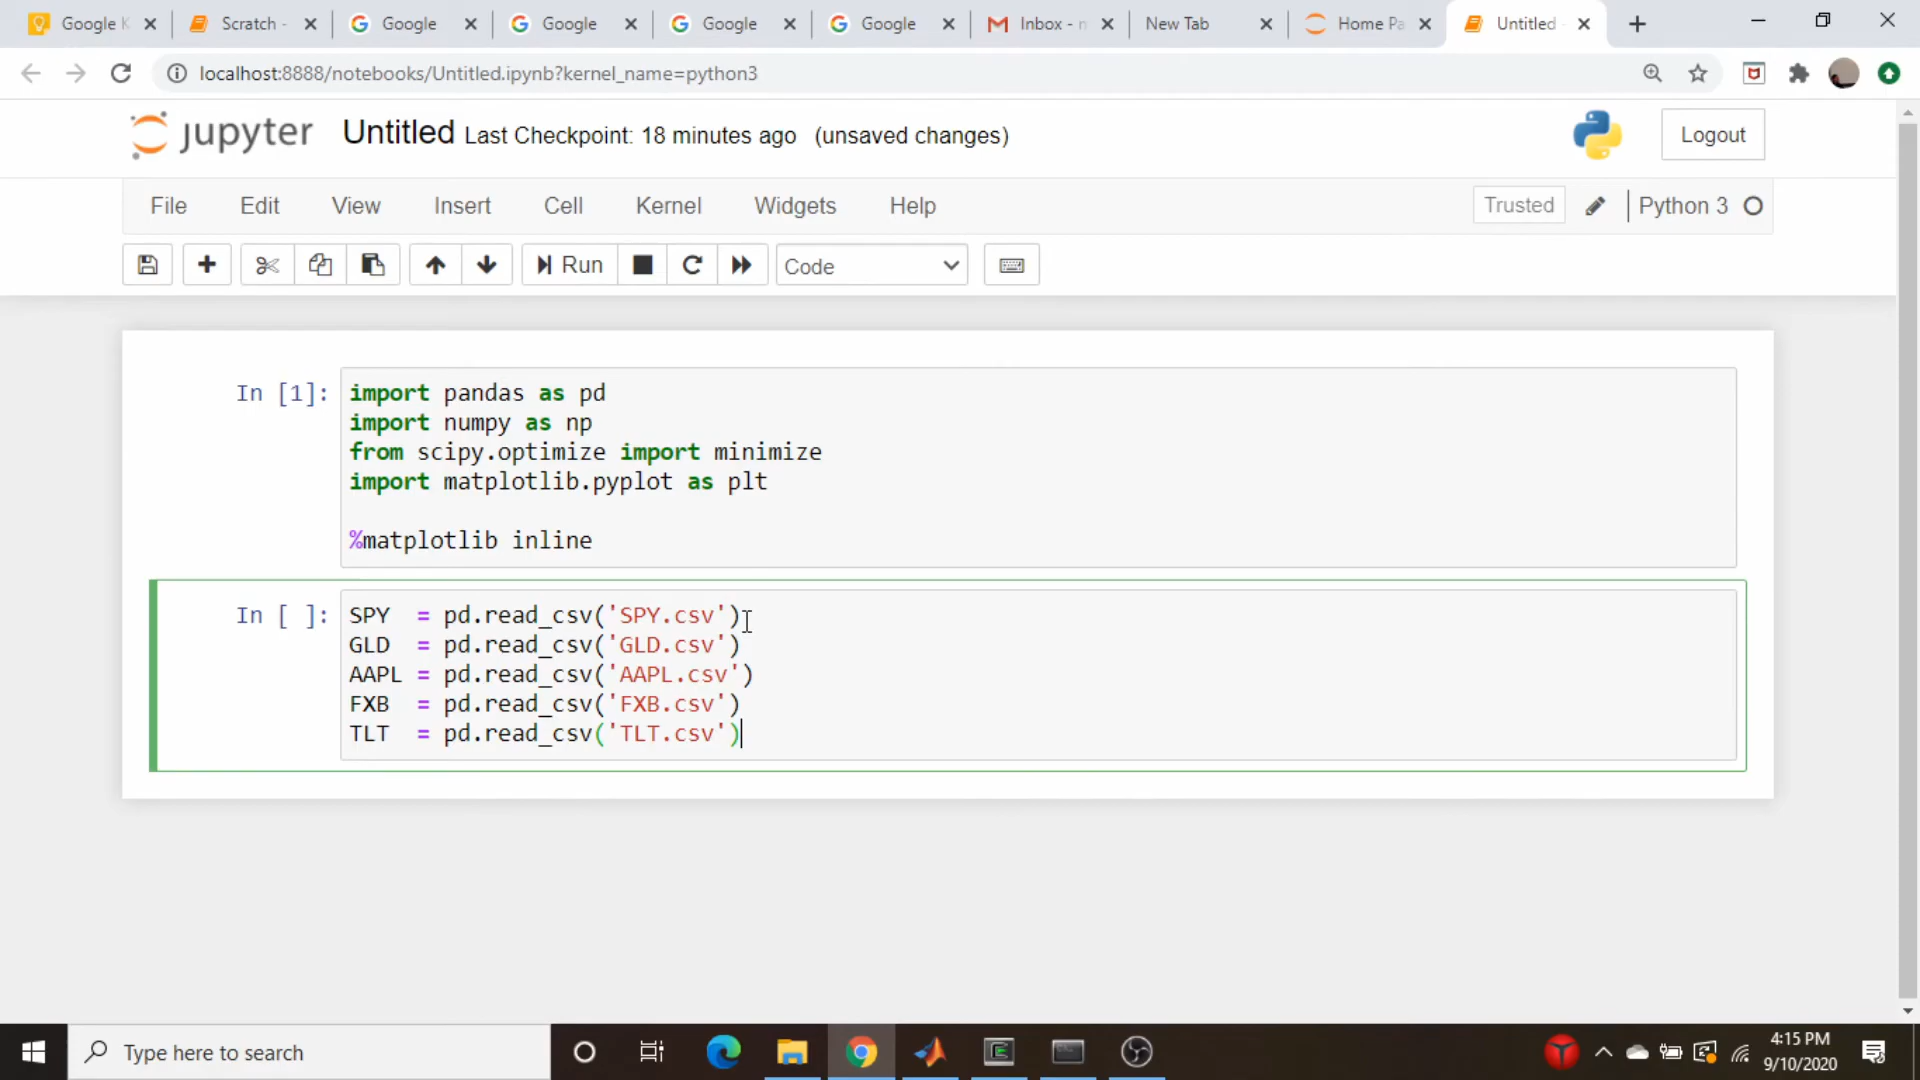 Google K
Scratch -
Google
Google
Google
Google
Inbox - n
New Tab
Home Pa
Untitled -
localhost:8888/notebooks/Untitled.ipynb?kernel_name=python3
jupyter Untitled Last Checkpoint: 18 minutes ago (unsaved changes)
Logout
File Edit View Insert Cell Kernel Widgets Help
Trusted
Python 3
Run
Code
In [1]: import pandas as pd
import numpy as np
from scipy.optimize import minimize
import matplotlib.pyplot as plt
%matplotlib inline
In [ ]: SPY = pd.read_csv('SPY.csv')
GLD = pd.read_csv('GLD.csv')
AAPL = pd.read_csv('AAPL.csv')
FXB = pd.read_csv('FXB.csv')
TLT = pd.read_csv('TLT.csv')
Type here to search
4:15 PM
9/10/2020